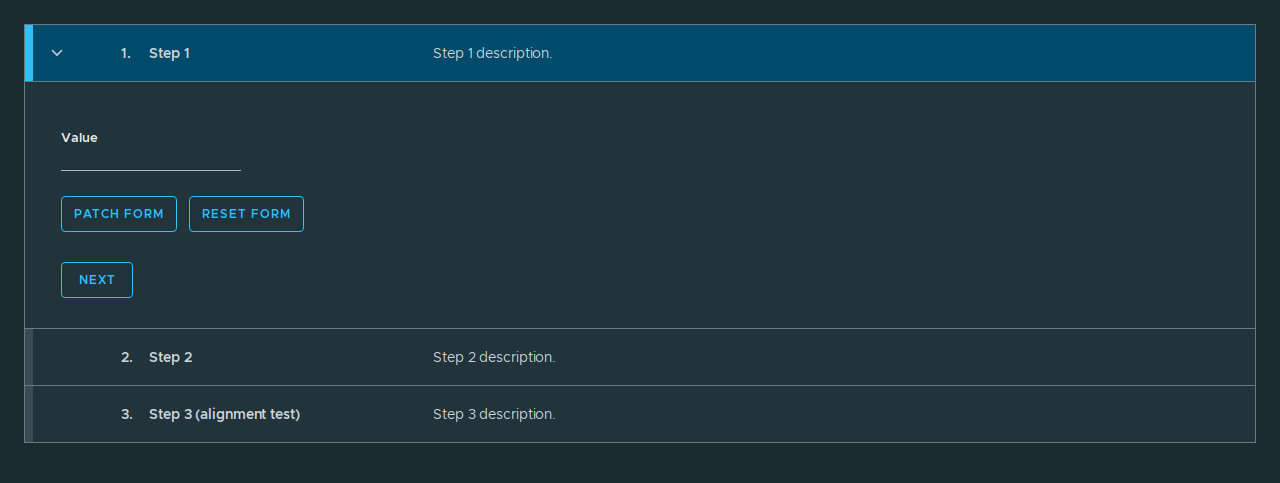 1. Step 1 Step 1 description.
Value
PATCH FORM RESET FORM
NEXT
2. Step 2 Step 2 description.
3. Step 3 (alignment test) Step 3 description.